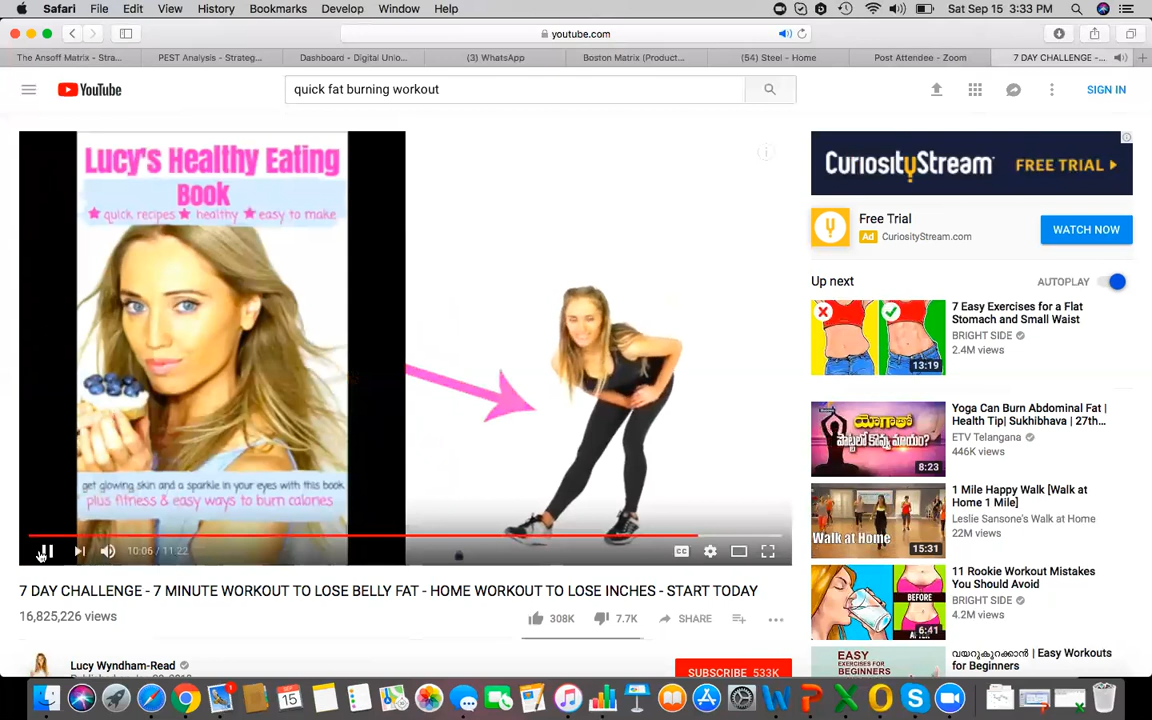 Safari File Edit View History Bookmarks Develop Window Help Sat Sep 15 3:33 PM
youtube.com
The Ansoff Matrix - Stra... PEST Analysis - Strateg... Dashboard - Digital Unio... (3) WhatsApp Boston Matrix (Product... (54) Steel - Home Post Attendee - Zoom 7 DAY CHALLENGE -...
YouTube quick fat burning workout SIGN IN
Lucy's Healthy Eating
Book
quick recipes healthy easy to make
get glowing skin and a sparkle in your eyes with this book
plus fitness & easy ways to burn calories
10:06 / 11:22 CC
7 DAY CHALLENGE - 7 MINUTE WORKOUT TO LOSE BELLY FAT - HOME WORKOUT TO LOSE INCHES - START TODAY
16,825,226 views 308K 7.7K SHARE
Lucy Wyndham-Read
SUBSCRIBE 533K
CURIOSITYSTREAM FREE TRIAL
Free Trial
Ad CuriosityStream.com
WATCH NOW
Up next AUTOPLAY
7 Easy Exercises for a Flat
Stomach and Small Waist
BRIGHT SIDE
2.4M views
13:19
Yoga Can Burn Abdominal Fat |
Health Tip| Sukhibhava | 27th...
ETV Telangana
446K views
యోగాతో
పొట్టలో కొవ్వు మాయం?
8:23
1 Mile Happy Walk [Walk at
Home 1 Mile]
Leslie Sansone's Walk at Home
22M views
Walk at Home
15:31
11 Rookie Workout Mistakes
You Should Avoid
BRIGHT SIDE
4.2M views
BEFORE
AFTER
6:41
വയറുകുറക്കാൻ | Easy Workouts
for Beginners
EASY
EXERCISES FOR
SEP
15